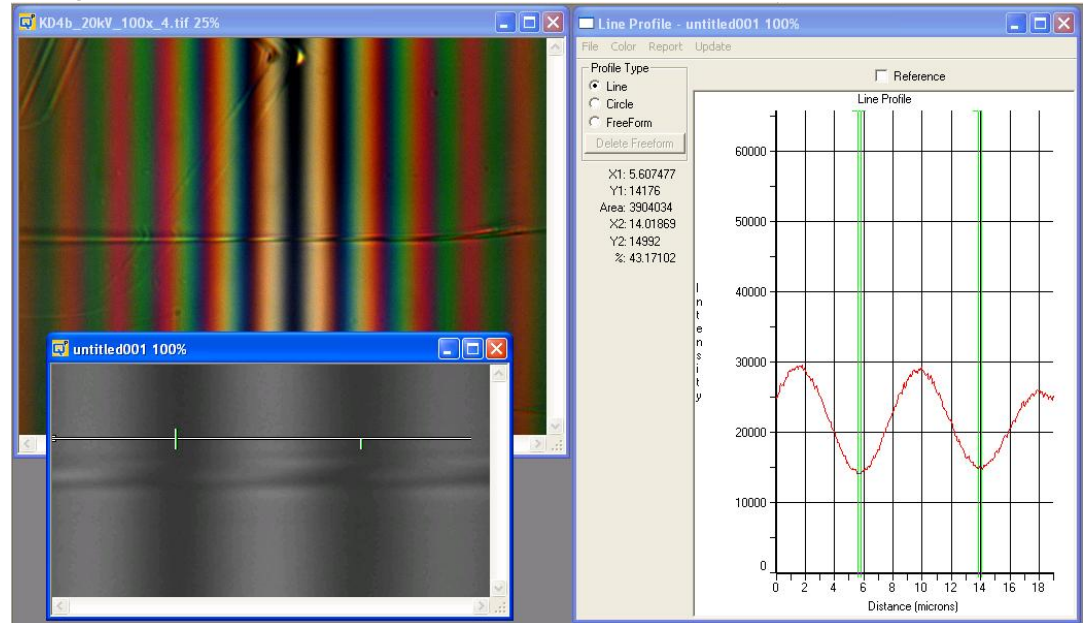 KD4b_20kV_100x_4.tif 25%
untitled001 100%
Line Profile - untitled001 100%
File Color Report Update
Profile Type
Line
Circle
FreeForm
Delete Freeform
X1: 5.607477
Y1: 14176
Area: 3904034
X2: 14.01869
Y2: 14992
%: 43.17102
Reference
Line Profile
60000
50000
40000
30000
20000
10000
0
Intensity
0 2 4 6 8 10 12 14 16 18
Distance (microns)